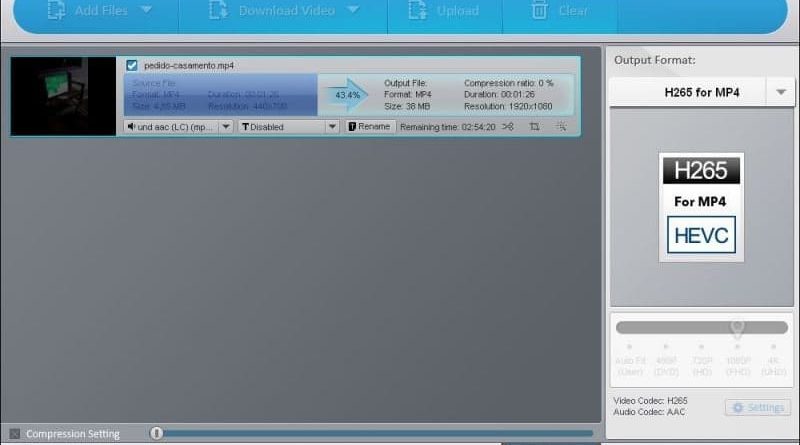 Add Files
Download Video
Upload
Clear
pedido-casamento.mp4
Source File:
Format: MP4
Duration: 00:01:26
Size:
Resolution:
43.4%
Output File:
Compression ratio: 0 %
Format: MP4
Duration: 00:01:26
Size: 38 MB
Resolution: 1920x1080
und aac (LC) (mp...
T Disabled
T Rename
Remaining time: 02:54:20
Output Format:
H265 for MP4
H265
For MP4
HEVC
Auto Fit
(User)
480P
(DVD)
720P
(HD)
1080P
(FHD)
4K
(UHD)
Video Codec: H265
Audio Codec: AAC
Settings
Compression Setting